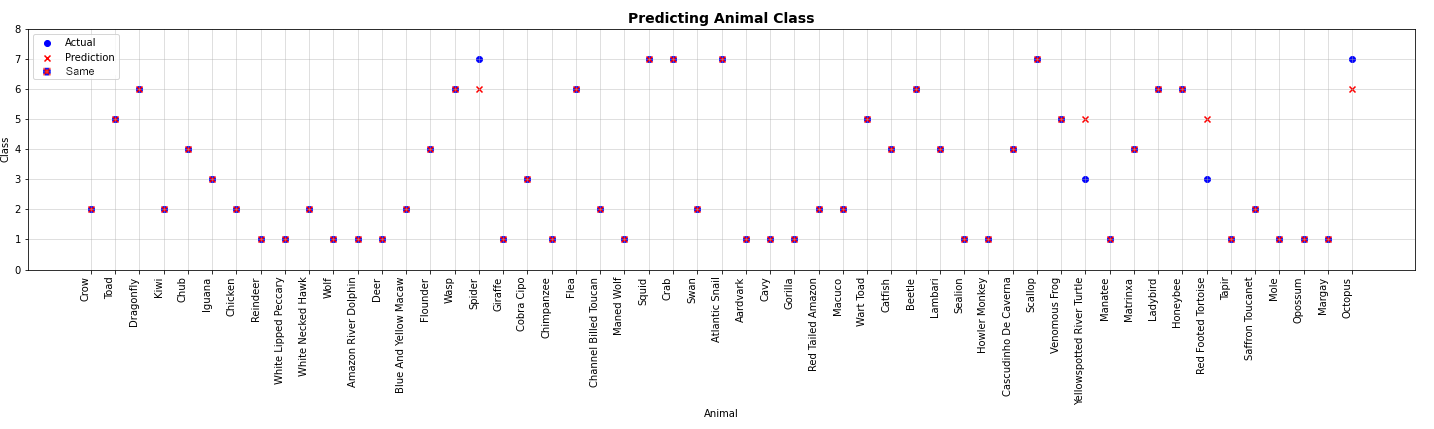 Predicting Animal Class
Actual
Prediction
Same
8
7
6
5
4
3
2
1
0
Class
Crow
Toad
Dragonfly
Kiwi
Chub
Iguana
Chicken
Reindeer
White Lipped Peccary
White Necked Hawk
Wolf
Amazon River Dolphin
Deer
Blue And Yellow Macaw
Flounder
Wasp
Spider
Giraffe
Cobra Cipo
Chimpanzee
Flea
Channel Billed Toucan
Maned Wolf
Squid
Crab
Swan
Atlantic Snail
Aardvark
Cavy
Gorilla
Red Tailed Amazon
Macuco
Wart Toad
Catfish
Beetle
Lambari
Sealion
Howler Monkey
Cascudinho De Caverna
Scallop
Venomous Frog
Yellowspotted River Turtle
Manatee
Matrinxa
Ladybird
Honeybee
Red Footed Tortoise
Tapir
Saffron Toucanet
Mole
Opossum
Margay
Octopus
Animal